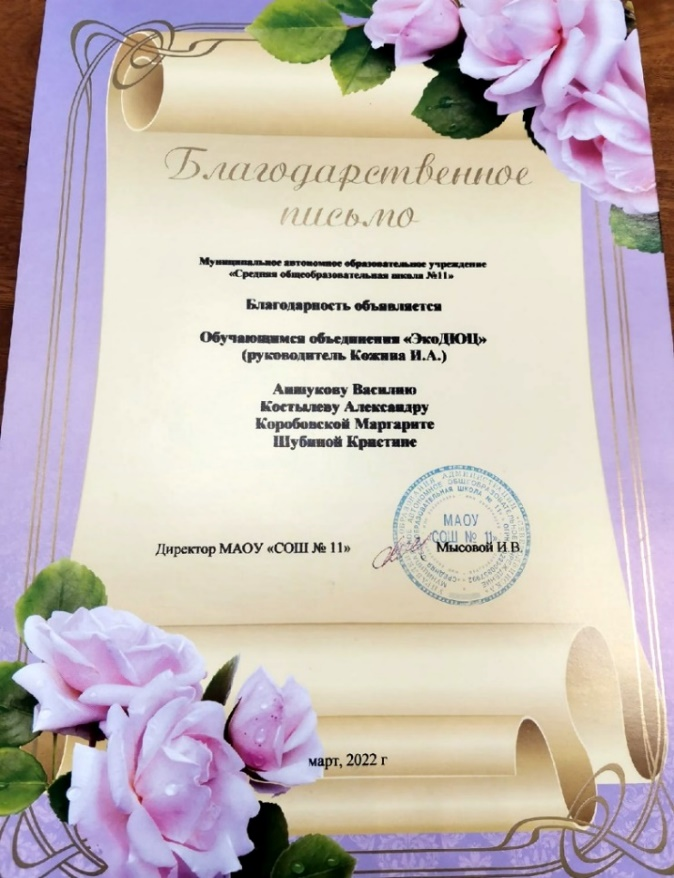 Благодарственное
письмо
Муниципальное автономное образовательное учреждение
«Средняя общеобразовательная школа №11»
Благодарность объявляется
Обучающимся объединения «ЭкоДЮЦ»
(руководитель Кожина И.А.)
Аншукову Василию
Костылеву Александру
Коробовской Маргарите
Шубиной Кристине
МАОУ
СОШ № 11
Директор МАОУ «СОШ № 11»
Мысовой И.В.
март, 2022 г